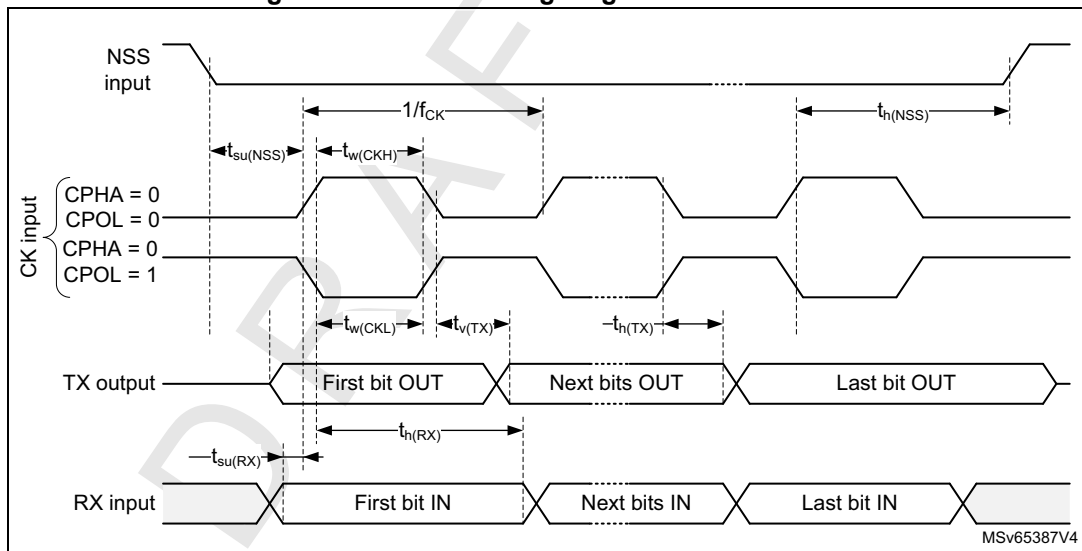 NSS
input
1/fCK
th(NSS)
tsu(NSS)
tw(CKH)
CK input
CPHA = 0
CPOL = 0
CPHA = 0
CPOL = 1
tw(CKL)
tv(TX)
th(TX)
TX output
First bit OUT
Next bits OUT
Last bit OUT
th(RX)
tsu(RX)
RX input
First bit IN
Next bits IN
Last bit IN
MSv65387V4
DRAF